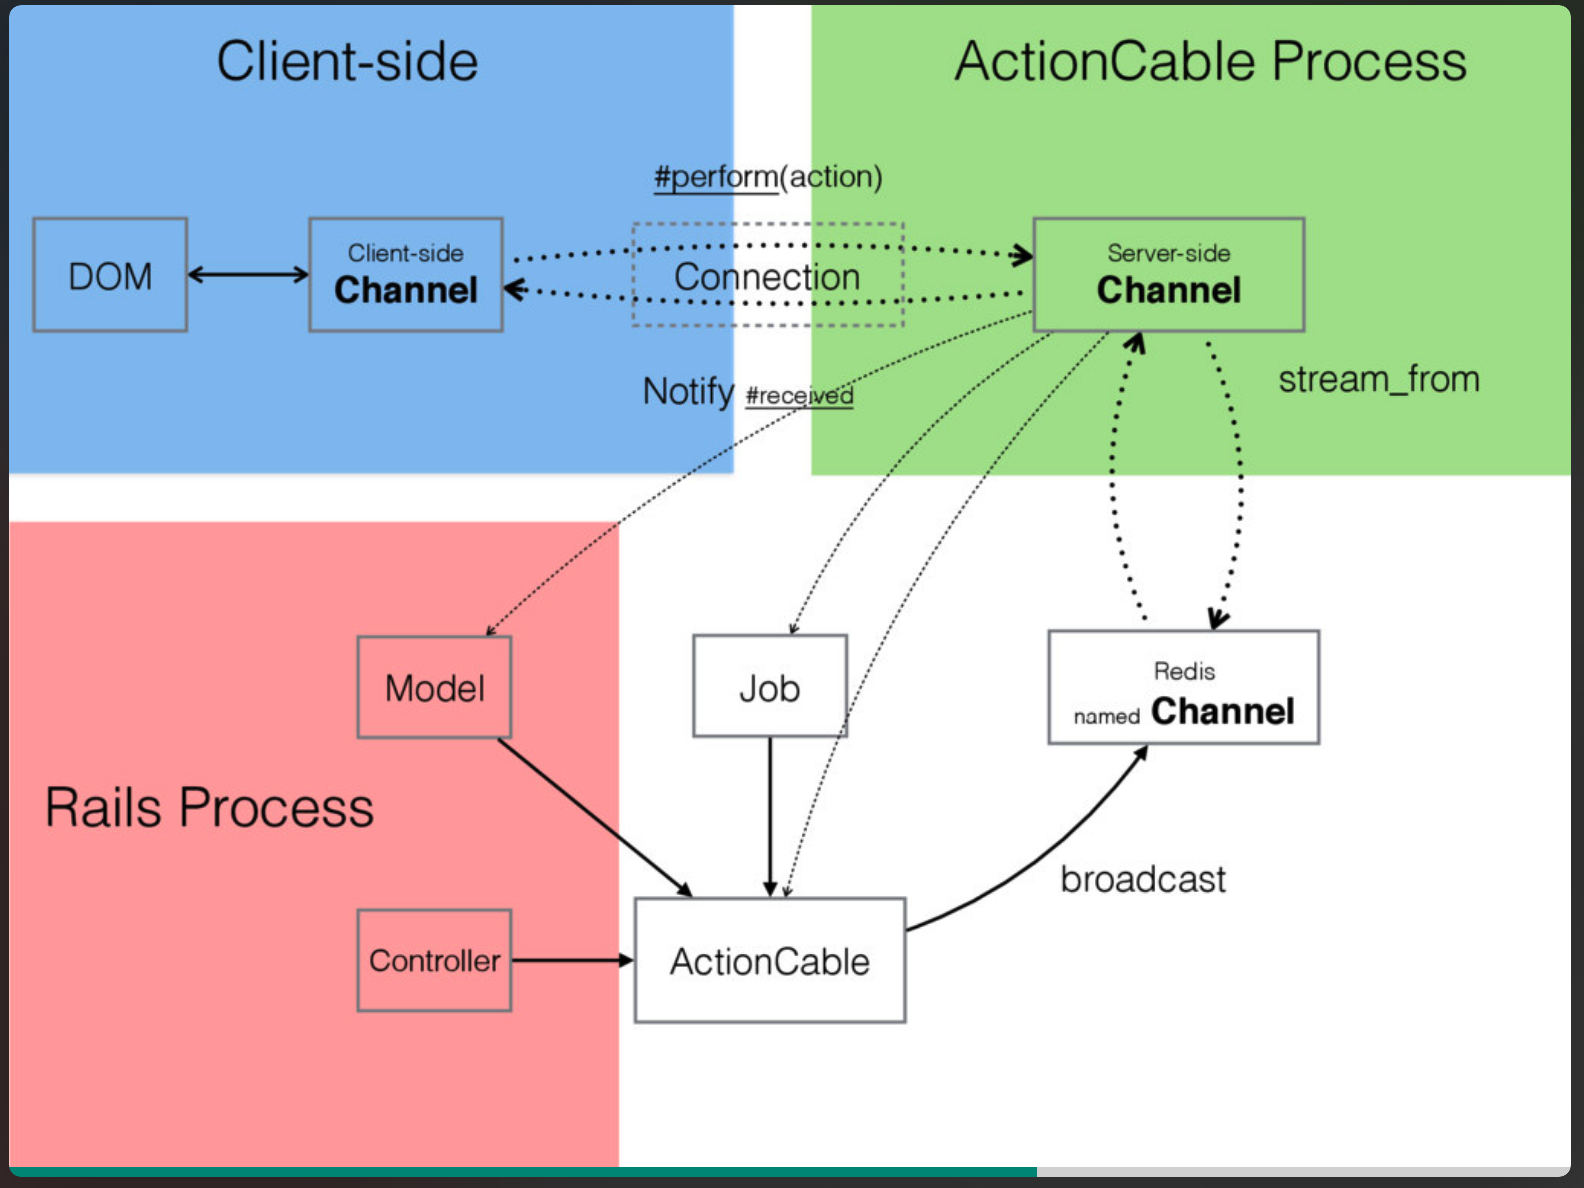 Client-side
ActionCable Process
#perform(action)
DOM
Client-side
Channel
Connection
Server-side
Channel
Notify #received
stream_from
Model
Job
Redis
named Channel
Rails Process
broadcast
Controller
ActionCable